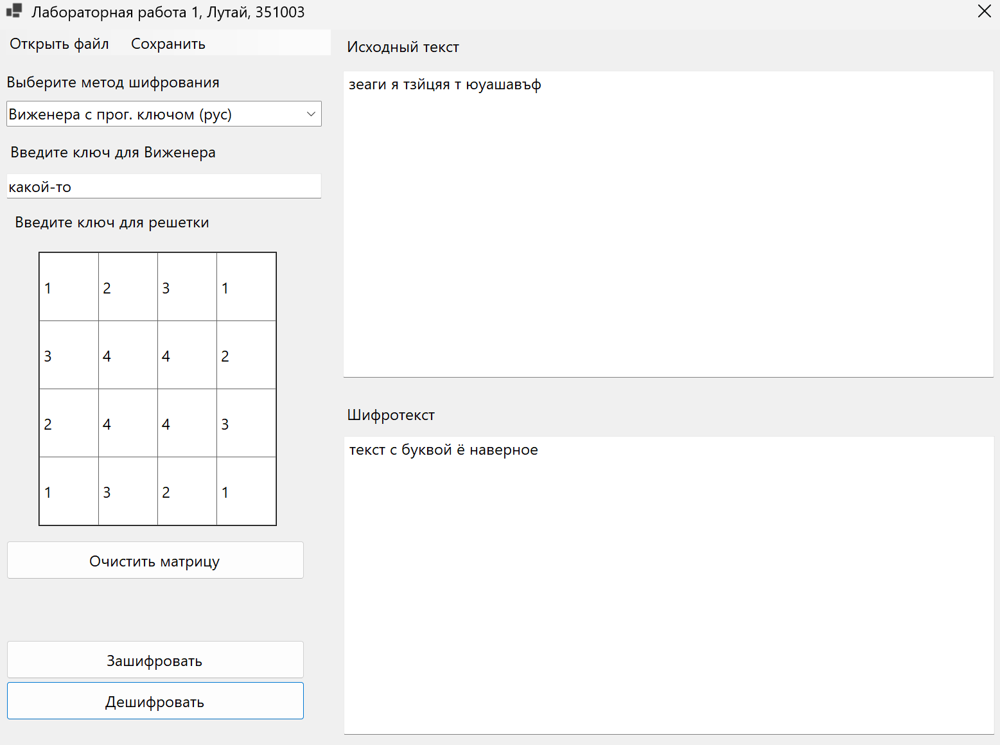 Лабораторная работа 1, Лутай, 351003
Открыть файл Сохранить
Выберите метод шифрования
Виженера с прог. ключом (рус)
Введите ключ для Виженера
какой-то
Введите ключ для решетки
1 2 3 1
3 4 4 2
2 4 4 3
1 3 2 1
Очистить матрицу
Зашифровать
Дешифровать
Исходный текст
зеаги я тзйцяя т юуашавъф
Шифротекст
текст с буквой ё наверное